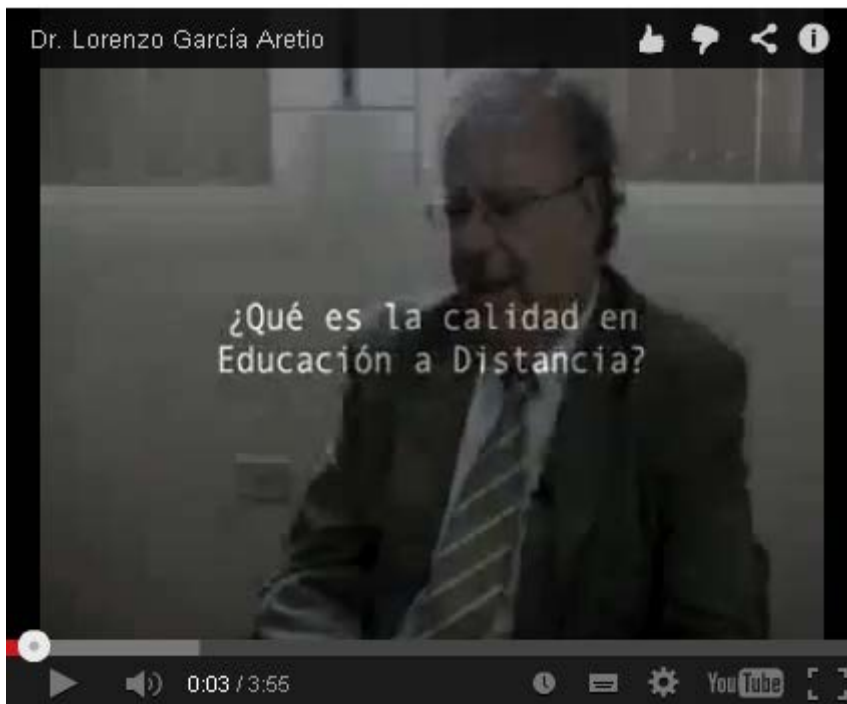 Dr. Lorenzo García Aretio
¿Qué es la calidad en
Educación a Distancia?
0:03 / 3:55
YouTube